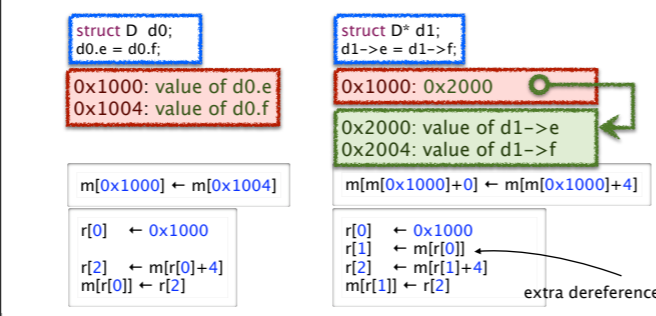 struct D d0;
d0.e = d0.f;
0x1000: value of d0.e
0x1004: value of d0.f
m[0x1000] ← m[0x1004]
r[0] ← 0x1000
r[2] ← m[r[0]+4]
m[r[0]] ← r[2]
struct D* d1;
d1->e = d1->f;
0x1000: 0x2000
0x2000: value of d1->e
0x2004: value of d1->f
m[m[0x1000]+0] ← m[m[0x1000]+4]
r[0] ← 0x1000
r[1] ← m[r[0]]
r[2] ← m[r[1]+4]
m[r[1]] ← r[2]
extra dereference